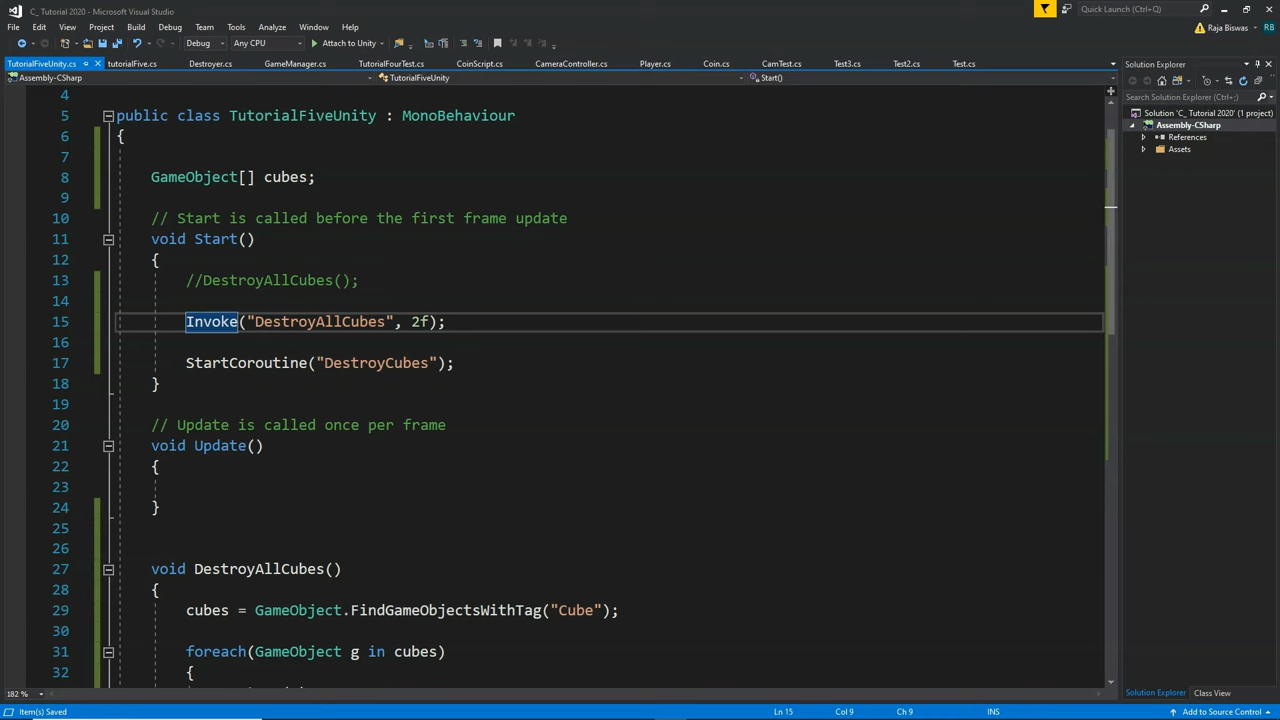 C_ Tutorial 2020 - Microsoft Visual Studio
Quick Launch (Ctrl+Q)
File Edit View Project Build Debug Team Tools Analyze Window Help
Raja Biswas RB
Debug Any CPU Attach to Unity
TutorialFiveUnity.cs tutorialFive.cs Destroyer.cs GameManager.cs TutorialFourTest.cs CoinScript.cs CameraController.cs Player.cs Coin.cs CamTest.cs Test3.cs Test2.cs Test.cs
Assembly-CSharp TutorialFiveUnity Start()
4
5 public class TutorialFiveUnity : MonoBehaviour
6 {
7
8 GameObject[] cubes;
9
10 // Start is called before the first frame update
11 void Start()
12 {
13 //DestroyAllCubes();
14
15 Invoke("DestroyAllCubes", 2f);
16
17 StartCoroutine("DestroyCubes");
18 }
19
20 // Update is called once per frame
21 void Update()
22 {
23
24 }
25
26
27 void DestroyAllCubes()
28 {
29 cubes = GameObject.FindGameObjectsWithTag("Cube");
30
31 foreach(GameObject g in cubes)
32 {
Solution Explorer
Search Solution Explorer (Ctrl+;)
Solution 'C_ Tutorial 2020' (1 project)
Assembly-CSharp
References
Assets
182 %
Solution Explorer Class View
Item(s) Saved Ln 15 Col 9 Ch 9 INS Add to Source Control